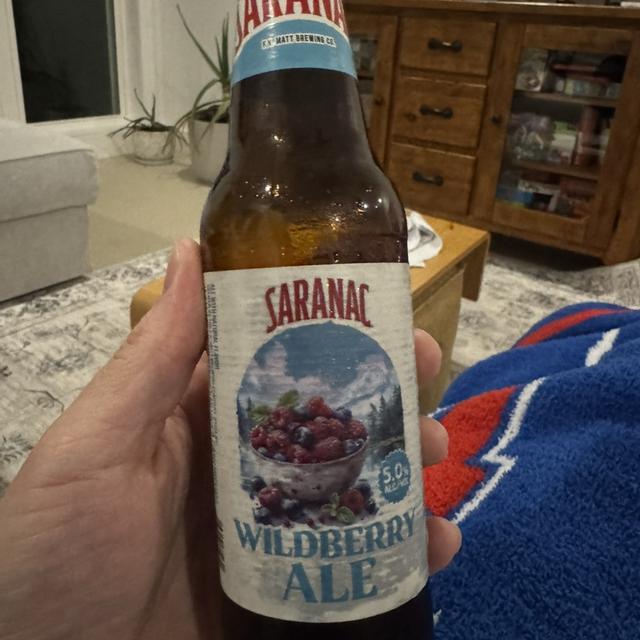 SARANAC
F.X. MATT BREWING CO.
SARANAC
5.0%
WILDBERRY
ALE